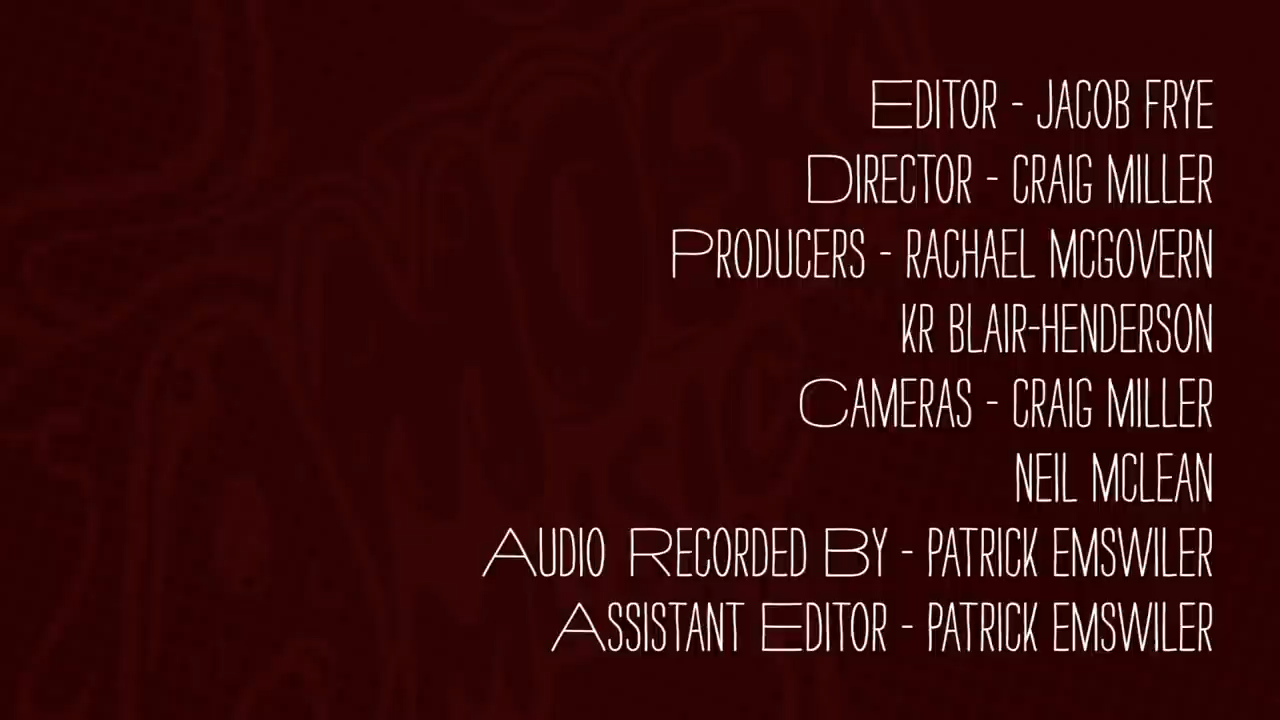 Editor - JACOB FRYE
Director - CRAIG MILLER
Producers - RACHAEL MCGOVERN
KR BLAIR-HENDERSON
Cameras - CRAIG MILLER
NEIL MCLEAN
Audio Recorded By - PATRICK EMSWILER
Assistant Editor - PATRICK EMSWILER